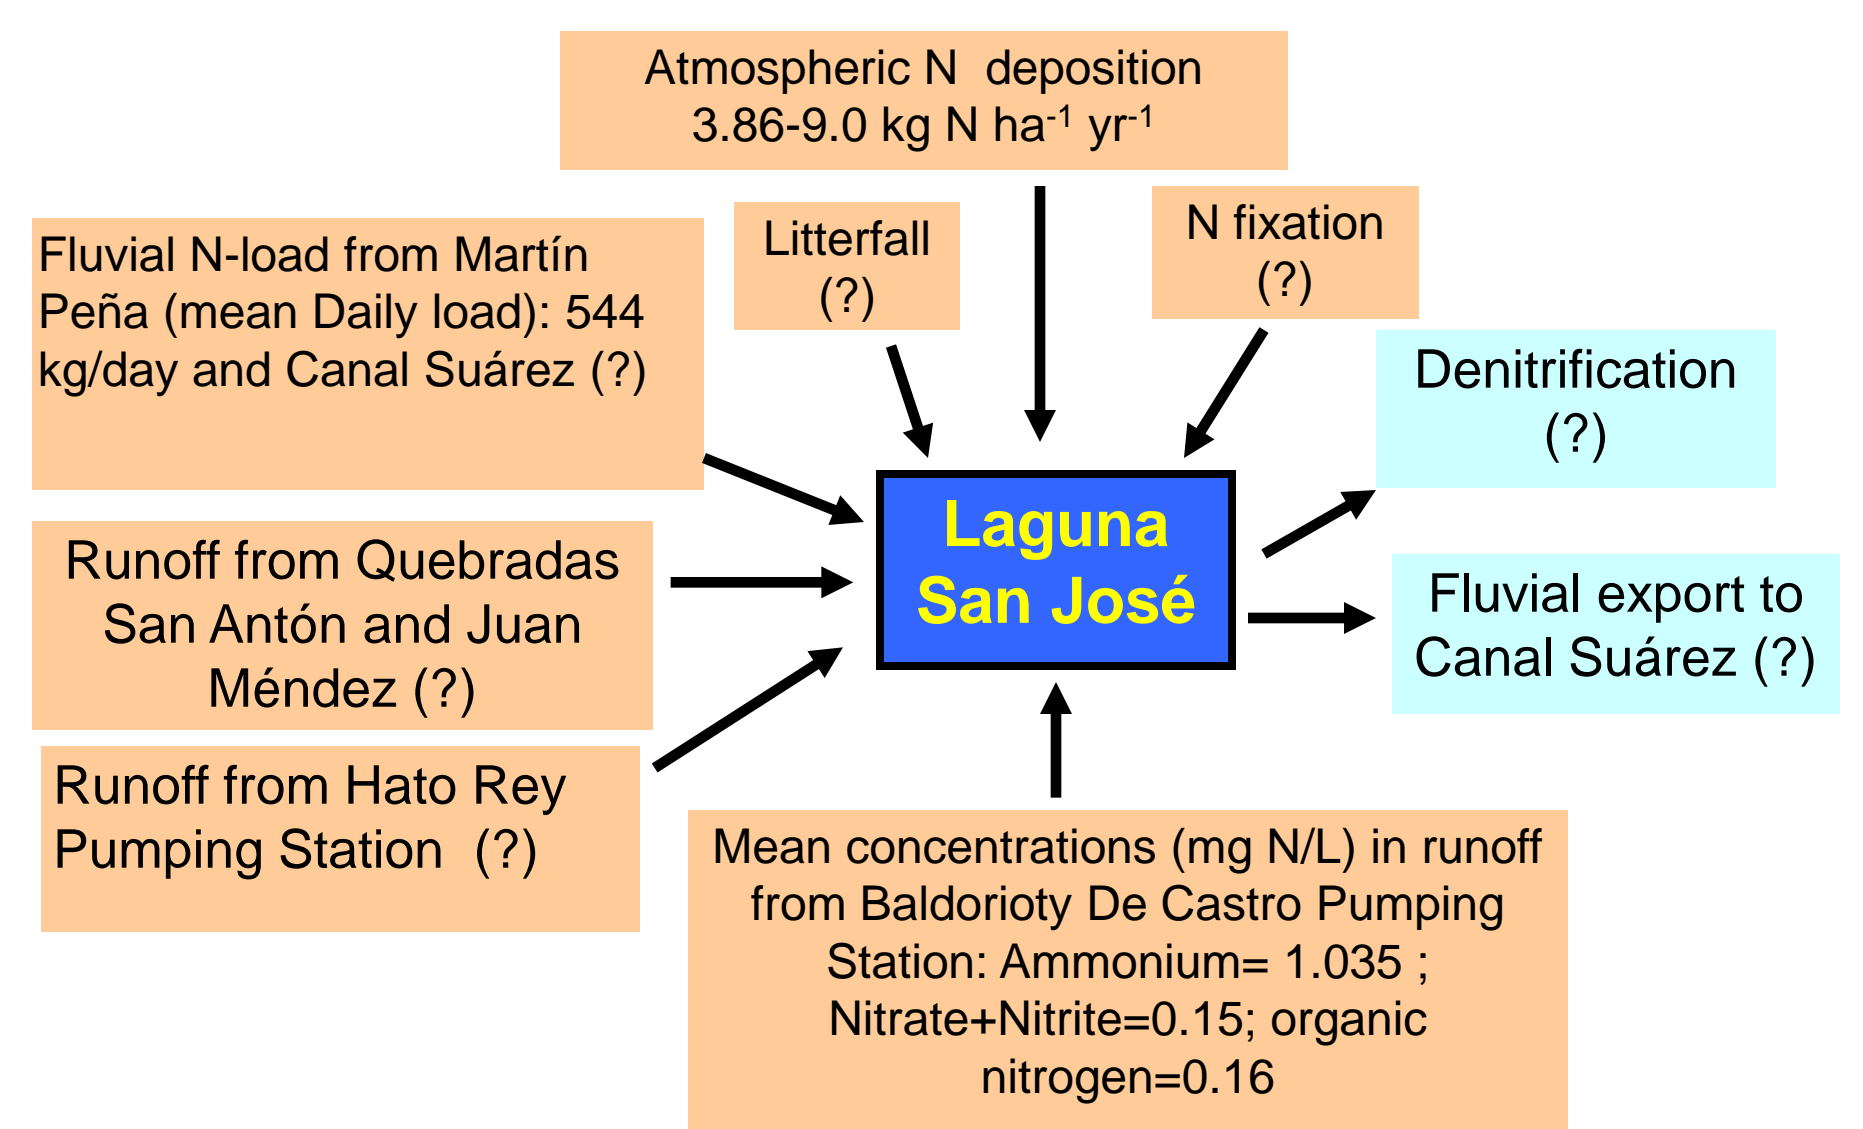 Atmospheric N deposition
3.86-9.0 kg N ha⁻¹ yr⁻¹
Litterfall
(?)
N fixation
(?)
Fluvial N-load from Martín
Peña (mean Daily load): 544
kg/day and Canal Suárez (?)
Denitrification
(?)
Laguna
San José
Runoff from Quebradas
San Antón and Juan
Méndez (?)
Fluvial export to
Canal Suárez (?)
Runoff from Hato Rey
Pumping Station (?)
Mean concentrations (mg N/L) in runoff
from Baldorioty De Castro Pumping
Station: Ammonium= 1.035 ;
Nitrate+Nitrite=0.15; organic
nitrogen=0.16